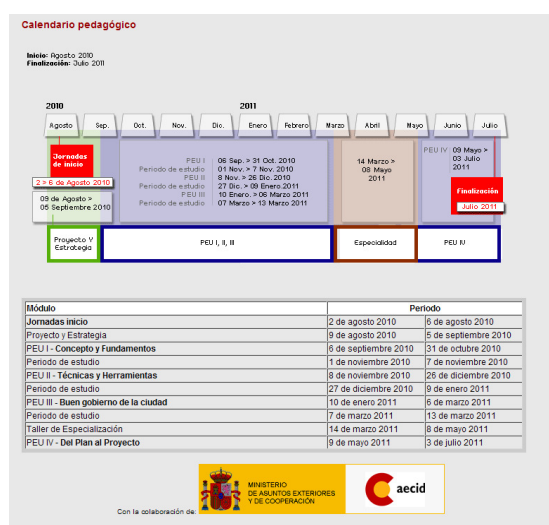 Calendario pedagógico
Inicio: Agosto 2010
Finalización: Julio 2011
2010 2011
Agosto Sep. Oct. Nov. Dic. Enero Febrero Marzo Abril Mayo Junio Julio
Jornadas
de inicio
2 > 6 de Agosto 2010
09 de Agosto >
05 Septiembre 2010
PEU I 06 Sep. > 31 Oct. 2010
Periodo de estudio 01 Nov. > 7 Nov. 2010
PEU II 8 Nov. > 26 Dic. 2010
Periodo de estudio 27 Dic. > 09 Enero.2011
PEU III 10 Enero. > 06 Marzo 2011
Periodo de estudio 07 Marzo > 13 Marzo 2011
14 Marzo >
08 Mayo
2011
PEU IV 09 Mayo >
03 Julio
2011
Finalización
Julio 2011
Proyecto Y
Estrategia
PEU I, II, III
Especialidad
PEU IV
Módulo Periodo
Jornadas inicio 2 de agosto 2010 6 de agosto 2010
Proyecto y Estrategia 9 de agosto 2010 5 de septiembre 2010
PEU I - Concepto y Fundamentos 6 de septiembre 2010 31 de octubre 2010
Periodo de estudio 1 de noviembre 2010 7 de noviembre 2010
PEU II - Técnicas y Herramientas 8 de noviembre 2010 26 de diciembre 2010
Periodo de estudio 27 de diciembre 2010 9 de enero 2011
PEU III - Buen gobierno de la ciudad 10 de enero 2011 6 de marzo 2011
Periodo de estudio 7 de marzo 2011 13 de marzo 2011
Taller de Especialización 14 de marzo 2011 8 de mayo 2011
PEU IV - Del Plan al Proyecto 9 de mayo 2011 3 de julio 2011
MINISTERIO
DE ASUNTOS EXTERIORES
Y DE COOPERACIÓN
aecid
Con la colaboración de: